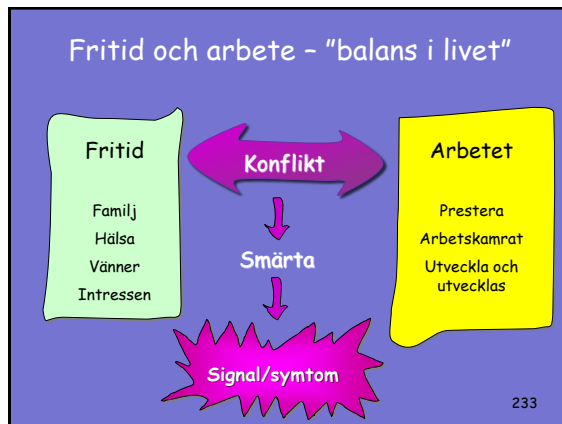 Fritid och arbete – ”balans i livet”
Fritid
Familj
Hälsa
Vänner
Intressen
Konflikt
Smärta
Signal/symtom
Arbetet
Prestera
Arbetskamrat
Utveckla och
utvecklas
233